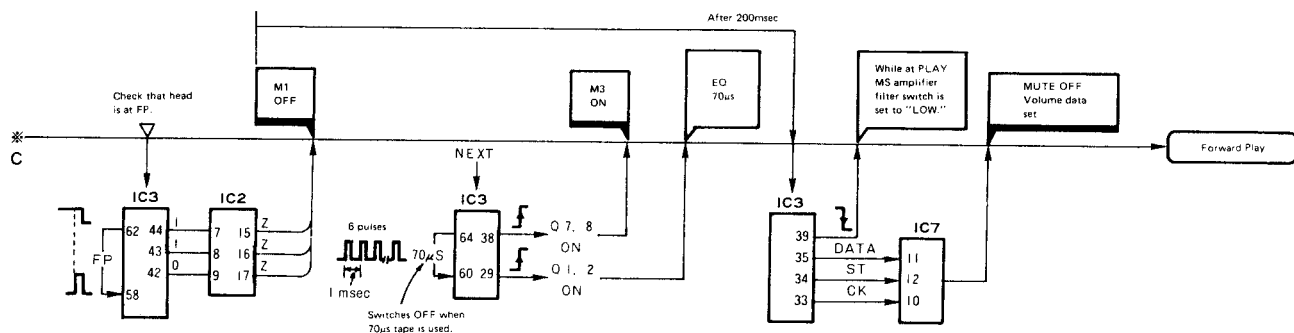 After 200msec
M1
OFF
M3
ON
EQ
70μs
While at PLAY
MS amplifier
filter switch is
set to "LOW."
MUTE OFF
Volume data
set
Check that head
is at FP.
※
C
NEXT
Forward Play
IC3
62 44
43
42
58
FP
1
1
0
IC2
7 15
8 16
9 17
Z
Z
Z
6 pulses
1 msec
70μS
Switches OFF when
70μs tape is used.
IC3
64 38
60 29
Q7, 8
ON
Q1, 2
ON
IC3
39
35
34
33
DATA
ST
CK
IC7
11
12
10